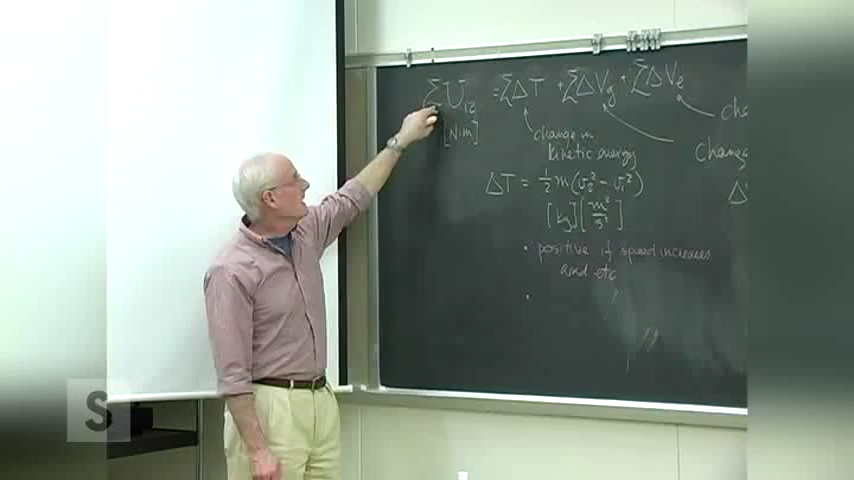 ΣU₁₂ = ΣΔT + ΣΔVg + ΣΔVe
[N·m]
change in
kinetic energy
cha
Change
ΔT = ½m(v₂² − v₁²)
[kg][m²/s²]
• positive if speed increases
and etc
•
S